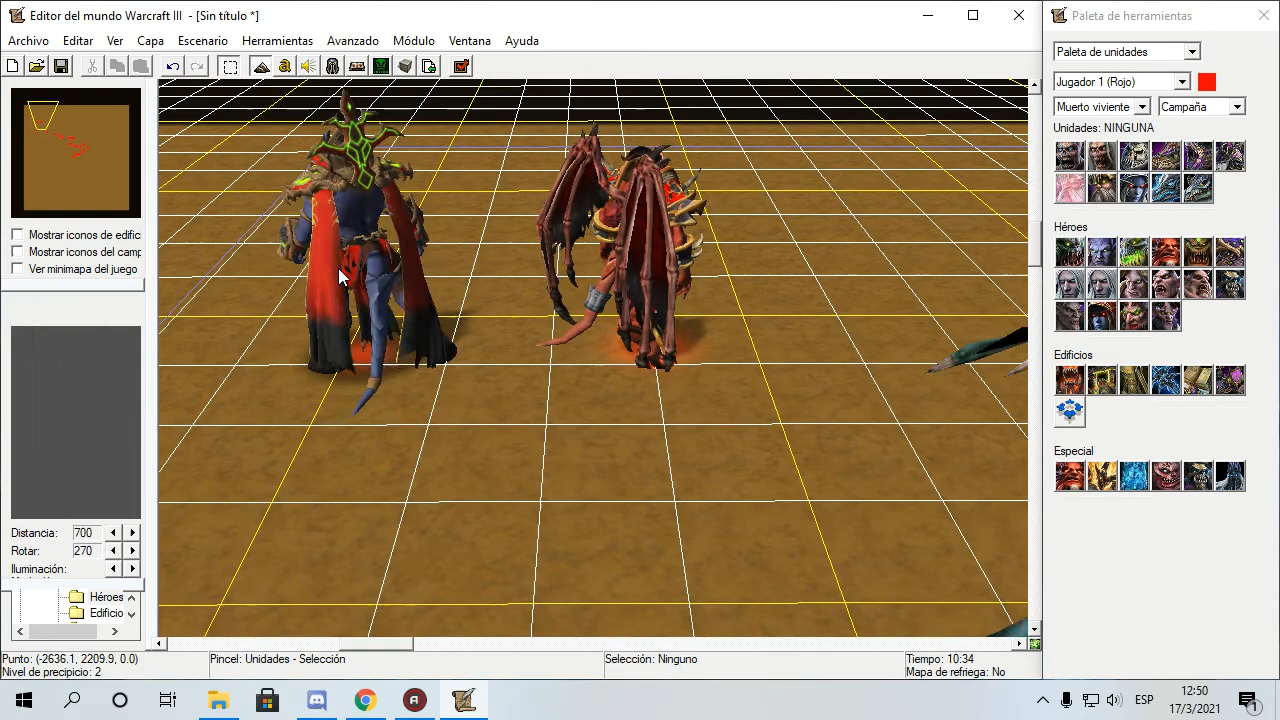 Editor del mundo Warcraft III - [Sin título *]
Archivo Editar Ver Capa Escenario Herramientas Avanzado Módulo Ventana Ayuda
Mostrar iconos de edific
Mostrar iconos del camp
Ver minimapa del juego
Distancia: 700
Rotar: 270
Iluminación:
Héroes
Edificio
Punto: (-2636.1, 2209.9, 0.0)
Nivel de precipicio: 2
Pincel: Unidades - Selección
Selección: Ninguno
Tiempo: 10:34
Mapa de refriega: No
Paleta de herramientas
Paleta de unidades
Jugador 1 (Rojo)
Muerto viviente Campaña
Unidades: NINGUNA
Héroes
Edificios
Especial
ESP
12:50
17/3/2021
1